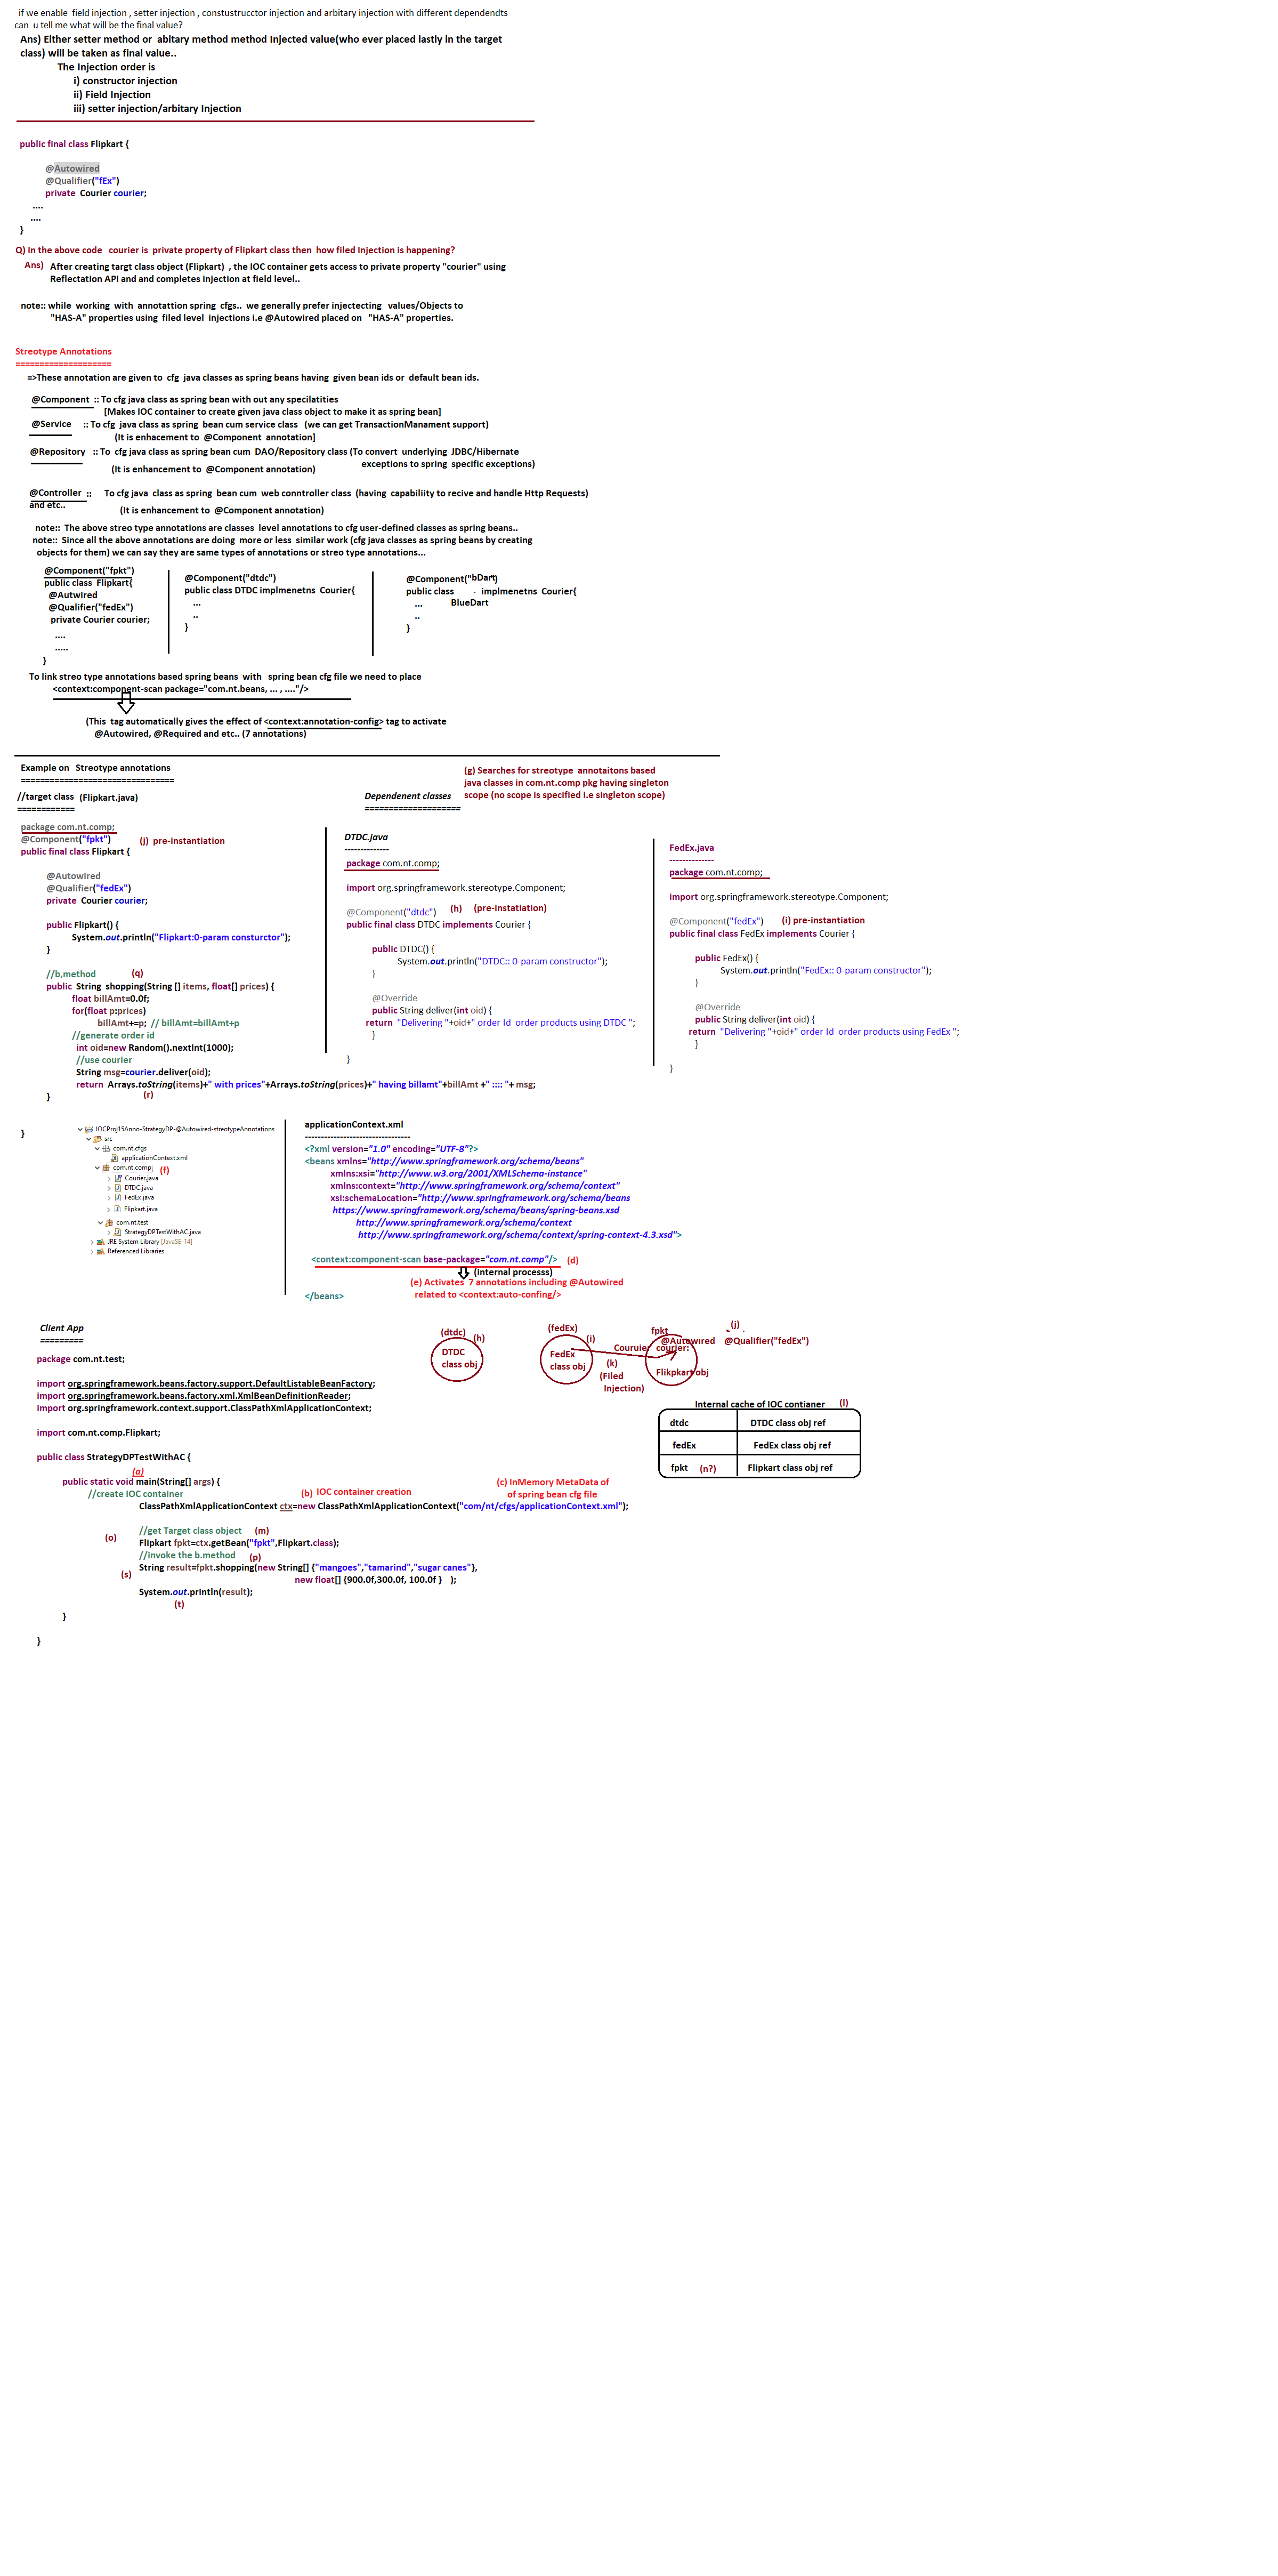 if we enable field injection , setter injection , constustrucctor injection and arbitary injection with different dependendts
can u tell me what will be the final value?
Ans) Either setter method or abitary method method Injected value(who ever placed lastly in the target
class) will be taken as final value..
The Injection order is
i) constructor injection
ii) Field Injection
iii) setter injection/arbitary Injection
public final class Flipkart {
@Autowired
@Qualifier("fEx")
private Courier courier;
....
....
}
Q) In the above code courier is private property of Flipkart class then how filed Injection is happening?
Ans) After creating targt class object (Flipkart) , the IOC container gets access to private property "courier" using
Reflectation API and and completes injection at field level..
note:: while working with annotattion spring cfgs.. we generally prefer injectecting values/Objects to
"HAS-A" properties using filed level injections i.e @Autowired placed on "HAS-A" properties.
Streotype Annotations
====================
=>These annotation are given to cfg java classes as spring beans having given bean ids or default bean ids.
@Component :: To cfg java class as spring bean with out any specilatities
[Makes IOC container to create given java class object to make it as spring bean]
@Service :: To cfg java class as spring bean cum service class (we can get TransactionManament support)
(It is enhacement to @Component annotation]
@Repository :: To cfg java class as spring bean cum DAO/Repository class (To convert underlying JDBC/Hibernate
exceptions to spring specific exceptions)
(It is enhancement to @Component annotation)
@Controller :: To cfg java class as spring bean cum web conntroller class (having capabiliity to recive and handle Http Requests)
and etc..
(It is enhancement to @Component annotation)
note:: The above streo type annotations are classes level annotations to cfg user-defined classes as spring beans..
note:: Since all the above annotations are doing more or less similar work (cfg java classes as spring beans by creating
objects for them) we can say they are same types of annotations or streo type annotations...
@Component("fpkt")
public class Flipkart{
@Autwired
@Qualifier("fedEx")
private Courier courier;
....
.....
}
@Component("dtdc")
public class DTDC implmenetns Courier{
...
..
}
@Component("bDart")
public class implmenetns Courier{
... BlueDart
..
}
To link streo type annotations based spring beans with spring bean cfg file we need to place
<context:component-scan package="com.nt.beans, ... , ...."/>
(This tag automatically gives the effect of <context:annotation-config> tag to activate
@Autowired, @Required and etc.. (7 annotations)
Example on Streotype annotations
================================
//target class (Flipkart.java)
============
Dependenent classes
====================
(g) Searches for streotype annotaitons based
java classes in com.nt.comp pkg having singleton
scope (no scope is specified i.e singleton scope)
package com.nt.comp;
@Component("fpkt") (j) pre-instantiation
public final class Flipkart {
@Autowired
@Qualifier("fedEx")
private Courier courier;
public Flipkart() {
System.out.println("Flipkart:0-param consturctor");
}
//b,method (q)
public String shopping(String [] items, float[] prices) {
float billAmt=0.0f;
for(float p:prices)
billAmt+=p; // billAmt=billAmt+p
//generate order id
int oid=new Random().nextInt(1000);
//use courier
String msg=courier.deliver(oid);
return Arrays.toString(items)+" with prices"+Arrays.toString(prices)+" having billamt"+billAmt +" :::: "+ msg;
} (r)
}
DTDC.java
--------------
package com.nt.comp;
import org.springframework.stereotype.Component;
@Component("dtdc") (h) (pre-instatiation)
public final class DTDC implements Courier {
public DTDC() {
System.out.println("DTDC:: 0-param constructor");
}
@Override
public String deliver(int oid) {
return "Delivering "+oid+" order Id order products using DTDC ";
}
}
FedEx.java
--------------
package com.nt.comp;
import org.springframework.stereotype.Component;
@Component("fedEx") (i) pre-instantiation
public final class FedEx implements Courier {
public FedEx() {
System.out.println("FedEx:: 0-param constructor");
}
@Override
public String deliver(int oid) {
return "Delivering "+oid+" order Id order products using FedEx ";
}
}
IOCProj15Anno-StrategyDP-@Autowired-streotypeAnnotations
src
com.nt.cfgs
applicationContext.xml
com.nt.comp (f)
Courier.java
DTDC.java
FedEx.java
Flipkart.java
com.nt.test
StrategyDPTestWithAC.java
JRE System Library [JavaSE-14]
Referenced Libraries
applicationContext.xml
---------------------------------
<?xml version="1.0" encoding="UTF-8"?>
<beans xmlns="http://www.springframework.org/schema/beans"
xmlns:xsi="http://www.w3.org/2001/XMLSchema-instance"
xmlns:context="http://www.springframework.org/schema/context"
xsi:schemaLocation="http://www.springframework.org/schema/beans
https://www.springframework.org/schema/beans/spring-beans.xsd
http://www.springframework.org/schema/context
http://www.springframework.org/schema/context/spring-context-4.3.xsd">
<context:component-scan base-package="com.nt.comp"/> (d)
(internal processs)
(e) Activates 7 annotations including @Autowired
related to <context:auto-confing/>
</beans>
Client App
=========
package com.nt.test;
import org.springframework.beans.factory.support.DefaultListableBeanFactory;
import org.springframework.beans.factory.xml.XmlBeanDefinitionReader;
import org.springframework.context.support.ClassPathXmlApplicationContext;
import com.nt.comp.Flipkart;
public class StrategyDPTestWithAC {
(a)
public static void main(String[] args) {
//create IOC container (b) IOC container creation
(c) InMemory MetaData of
of spring bean cfg file
ClassPathXmlApplicationContext ctx=new ClassPathXmlApplicationContext("com/nt/cfgs/applicationContext.xml");
//get Target class object (m)
(o) Flipkart fpkt=ctx.getBean("fpkt",Flipkart.class);
//invoke the b.method (p)
(s) String result=fpkt.shopping(new String[] {"mangoes","tamarind","sugar canes"},
new float[] {900.0f,300.0f, 100.0f } );
System.out.println(result);
(t)
}
}
(dtdc) (h)
DTDC
class obj
(fedEx) (i)
FedEx
class obj
(k)
(Filed
Injection)
fpkt (j)
@Autowired @Qualifier("fedEx")
Couruier courier:
Flikpkart obj
Internal cache of IOC contianer (l)
dtdc DTDC class obj ref
fedEx FedEx class obj ref
fpkt (n?) Flipkart class obj ref